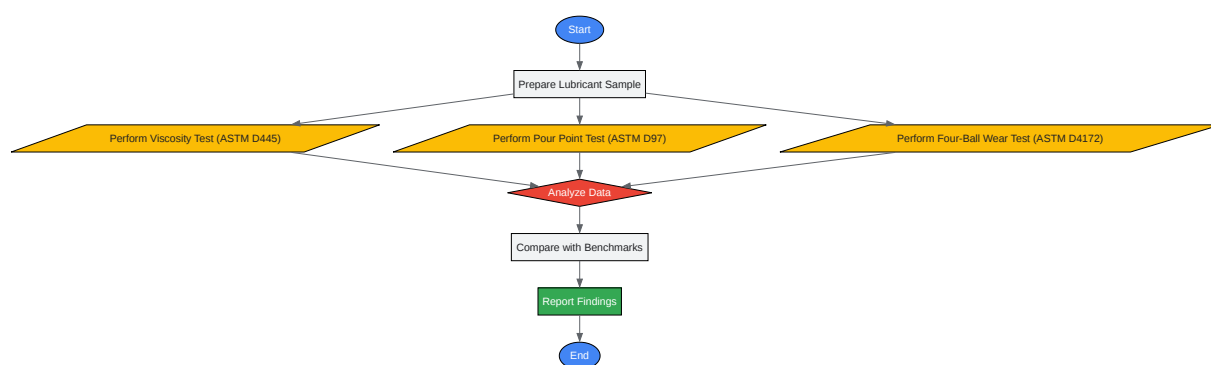 Start
Prepare Lubricant Sample
Perform Viscosity Test (ASTM D445)
Perform Pour Point Test (ASTM D97)
Perform Four-Ball Wear Test (ASTM D4172)
Analyze Data
Compare with Benchmarks
Report Findings
End